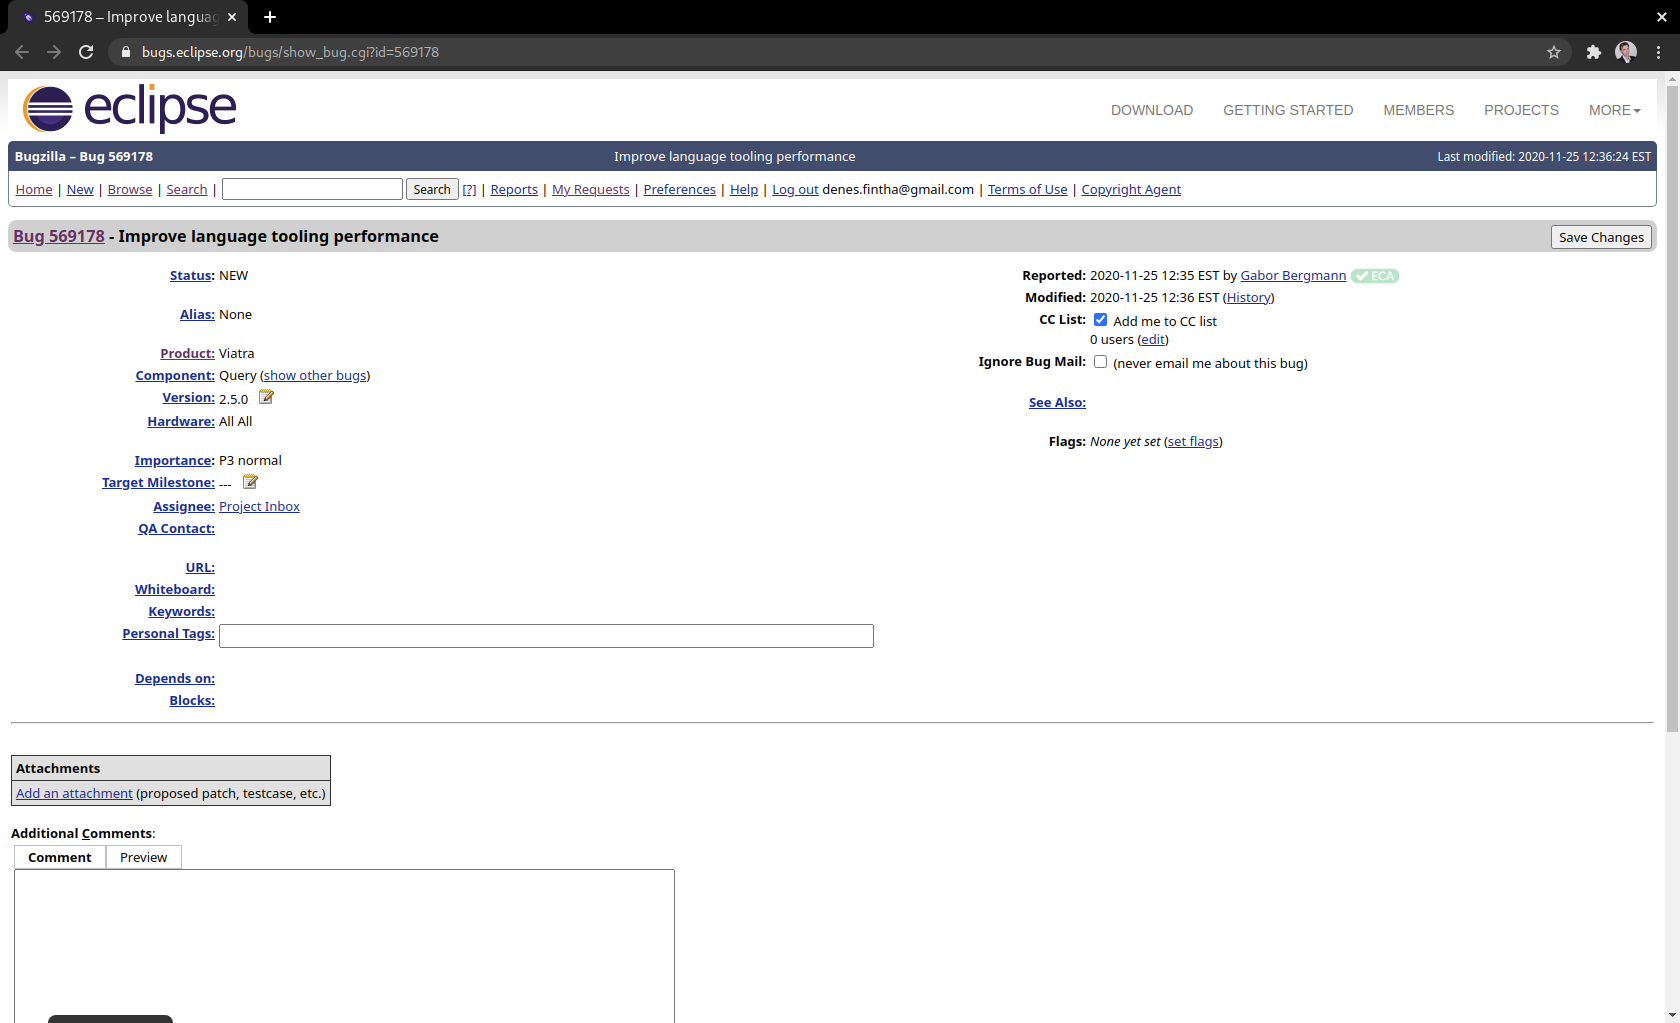 569178 – Improve languag
bugs.eclipse.org/bugs/show_bug.cgi?id=569178
eclipse
DOWNLOAD GETTING STARTED MEMBERS PROJECTS MORE
Bugzilla – Bug 569178 Improve language tooling performance Last modified: 2020-11-25 12:36:24 EST
Home | New | Browse | Search | Search [?] | Reports | My Requests | Preferences | Help | Log out denes.fintha@gmail.com | Terms of Use | Copyright Agent
Bug 569178 - Improve language tooling performance Save Changes
Status: NEW
Alias: None
Product: Viatra
Component: Query (show other bugs)
Version: 2.5.0
Hardware: All All
Importance: P3 normal
Target Milestone: ---
Assignee: Project Inbox
QA Contact:
URL:
Whiteboard:
Keywords:
Personal Tags:
Depends on:
Blocks:
Reported: 2020-11-25 12:35 EST by Gabor Bergmann ECA
Modified: 2020-11-25 12:36 EST (History)
CC List: Add me to CC list
0 users (edit)
Ignore Bug Mail: (never email me about this bug)
See Also:
Flags: None yet set (set flags)
Attachments
Add an attachment (proposed patch, testcase, etc.)
Additional Comments:
Comment Preview